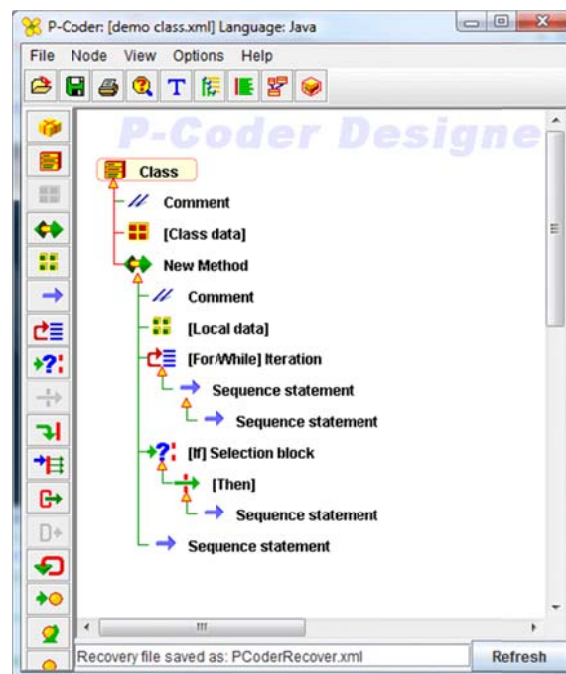 P-Coder: [demo class.xml] Language: Java
File Node View Options Help
P-Coder Designe
Class
Comment
[Class data]
New Method
Comment
[Local data]
[For/While] Iteration
Sequence statement
Sequence statement
[If] Selection block
[Then]
Sequence statement
Sequence statement
Recovery file saved as: PCoderRecover.xml Refresh